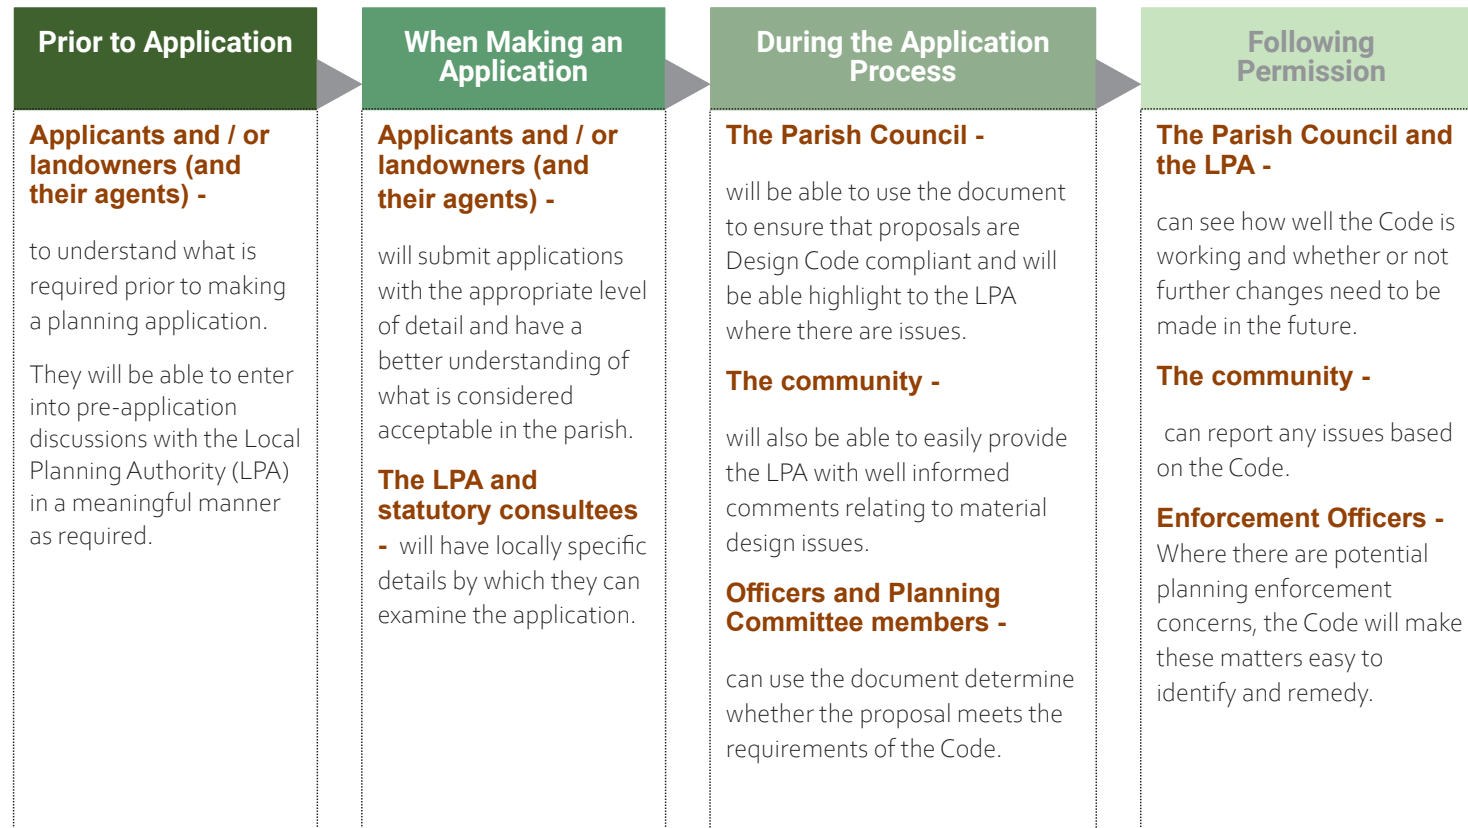 Prior to Application
Applicants and / or
landowners (and
their agents) -
to understand what is
required prior to making
a planning application.
They will be able to enter
into pre-application
discussions with the Local
Planning Authority (LPA)
in a meaningful manner
as required.
When Making an
Application
Applicants and / or
landowners (and
their agents) -
will submit applications
with the appropriate level
of detail and have a
better understanding of
what is considered
acceptable in the parish.
The LPA and
statutory consultees
- will have locally specific
details by which they can
examine the application.
During the Application
Process
The Parish Council -
will be able to use the document
to ensure that proposals are
Design Code compliant and will
be able highlight to the LPA
where there are issues.
The community -
will also be able to easily provide
the LPA with well informed
comments relating to material
design issues.
Officers and Planning
Committee members -
can use the document determine
whether the proposal meets the
requirements of the Code.
Following
Permission
The Parish Council and
the LPA -
can see how well the Code is
working and whether or not
further changes need to be
made in the future.
The community -
can report any issues based
on the Code.
Enforcement Officers -
Where there are potential
planning enforcement
concerns, the Code will make
these matters easy to
identify and remedy.